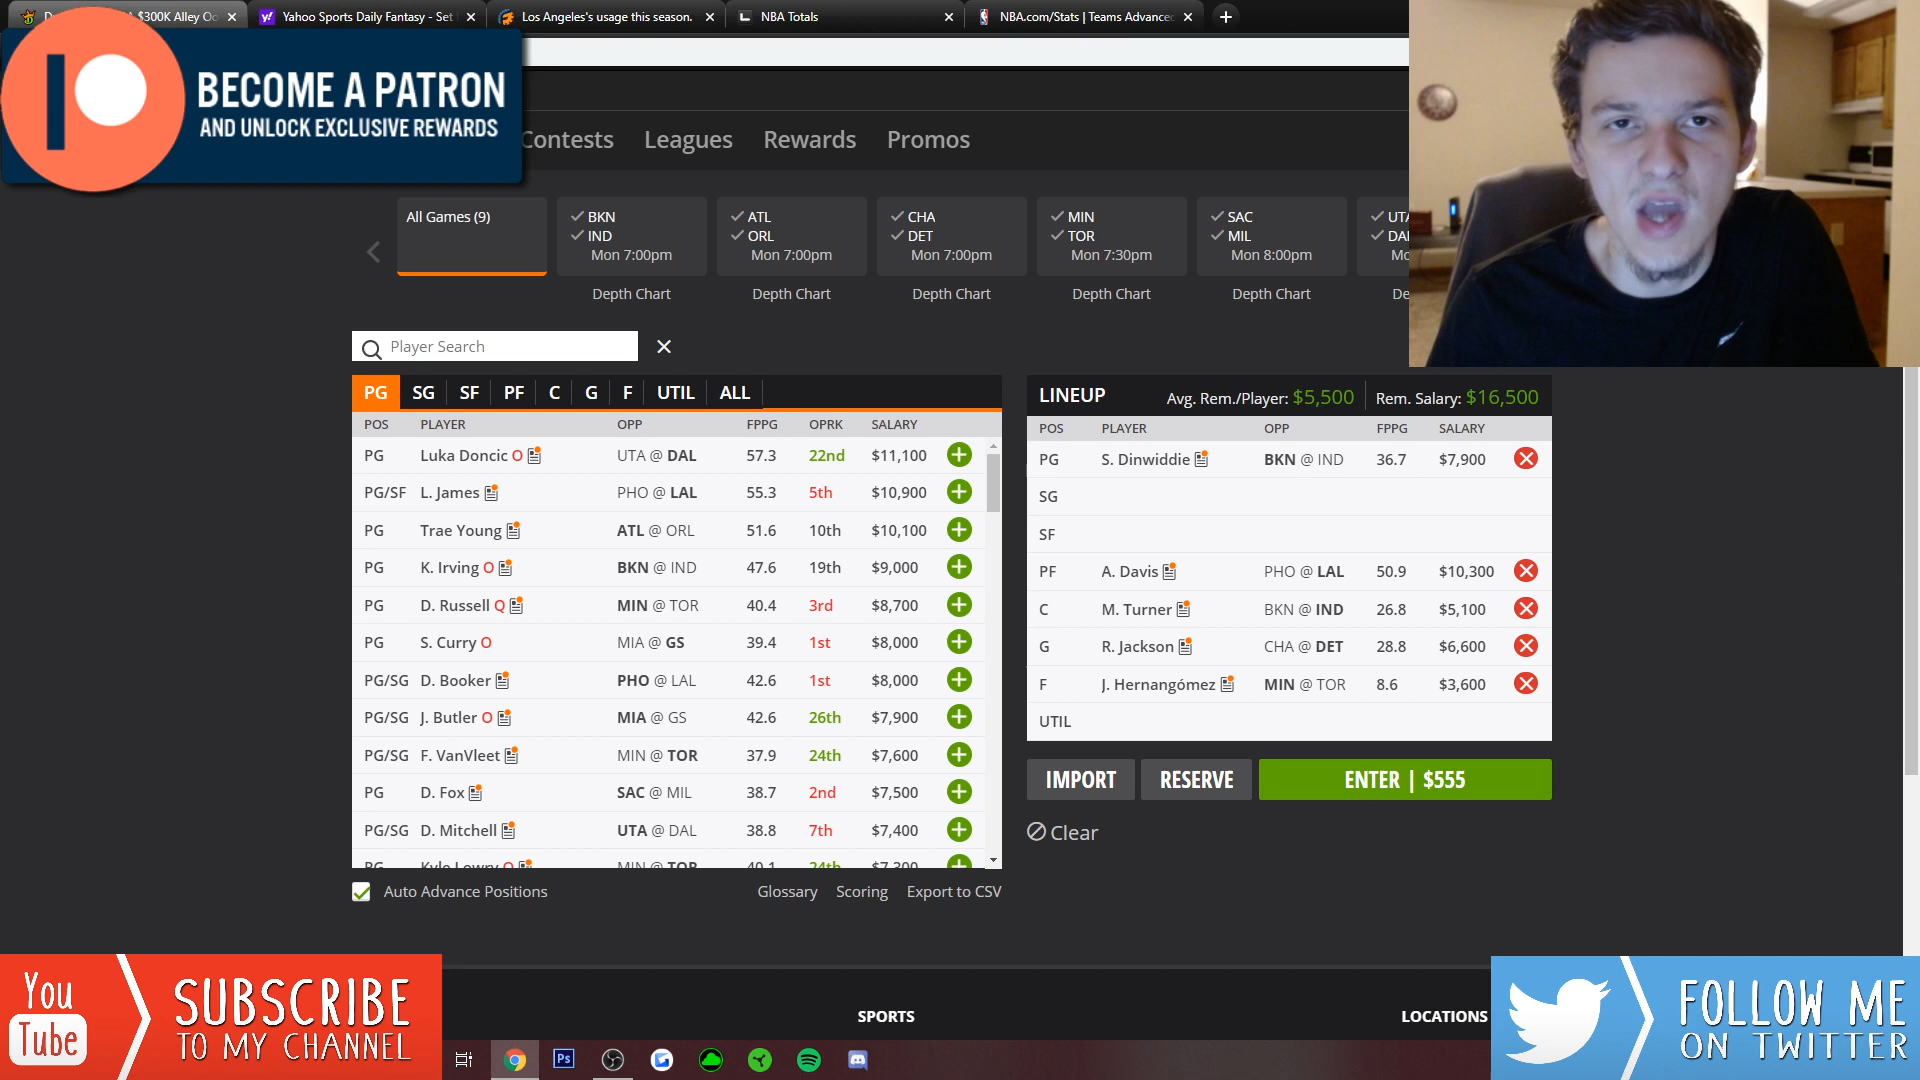 $300K Alley Oo
Yahoo Sports Daily Fantasy - Set
Los Angeles's usage this season.
NBA Totals
NBA.com/Stats | Teams Advanced
BECOME A PATRON
AND UNLOCK EXCLUSIVE REWARDS
Contests Leagues Rewards Promos
All Games (9)
BKN
IND
Mon 7:00pm
Depth Chart
ATL
ORL
Mon 7:00pm
Depth Chart
CHA
DET
Mon 7:00pm
Depth Chart
MIN
TOR
Mon 7:30pm
Depth Chart
SAC
MIL
Mon 8:00pm
Depth Chart
Player Search
PG SG SF PF C G F UTIL ALL
POS PLAYER OPP FPPG OPRK SALARY
PG Luka Doncic O UTA @ DAL 57.3 22nd $11,100
PG/SF L. James PHO @ LAL 55.3 5th $10,900
PG Trae Young ATL @ ORL 51.6 10th $10,100
PG K. Irving O BKN @ IND 47.6 19th $9,000
PG D. Russell Q MIN @ TOR 40.4 3rd $8,700
PG S. Curry O MIA @ GS 39.4 1st $8,000
PG/SG D. Booker PHO @ LAL 42.6 1st $8,000
PG/SG J. Butler O MIA @ GS 42.6 26th $7,900
PG/SG F. VanVleet MIN @ TOR 37.9 24th $7,600
PG D. Fox SAC @ MIL 38.7 2nd $7,500
PG/SG D. Mitchell UTA @ DAL 38.8 7th $7,400
PG Kyle Lowry O MIN @ TOR 40.1 24th $7,300
Auto Advance Positions
Glossary Scoring Export to CSV
LINEUP Avg. Rem./Player: $5,500 Rem. Salary: $16,500
POS PLAYER OPP FPPG SALARY
PG S. Dinwiddie BKN @ IND 36.7 $7,900
SG
SF
PF A. Davis PHO @ LAL 50.9 $10,300
C M. Turner BKN @ IND 26.8 $5,100
G R. Jackson CHA @ DET 28.8 $6,600
F J. Hernangómez MIN @ TOR 8.6 $3,600
UTIL
IMPORT RESERVE ENTER | $555
Clear
SPORTS LOCATIONS
You
Tube
SUBSCRIBE
TO MY CHANNEL
Ps
FOLLOW ME
ON TWITTER